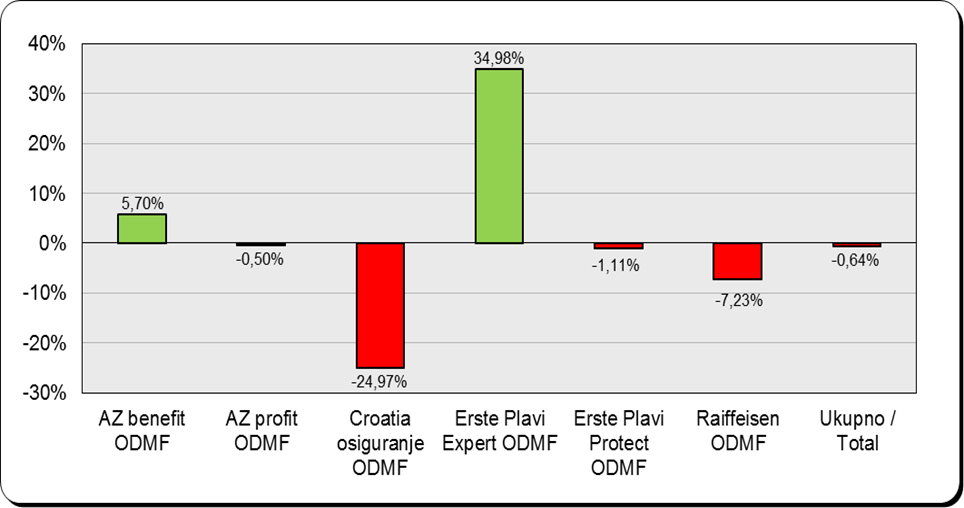 40%
34,98%
30%
20%
10%
5,70%
0%
-0,50%
-1,11%
-0,64%
-7,23%
-10%
-20%
-24,97%
-30%
AZ benefit
ODMF
AZ profit
ODMF
Croatia
osiguranje
ODMF
Erste Plavi
Expert ODMF
Erste Plavi
Protect
ODMF
Raiffeisen
ODMF
Ukupno /
Total